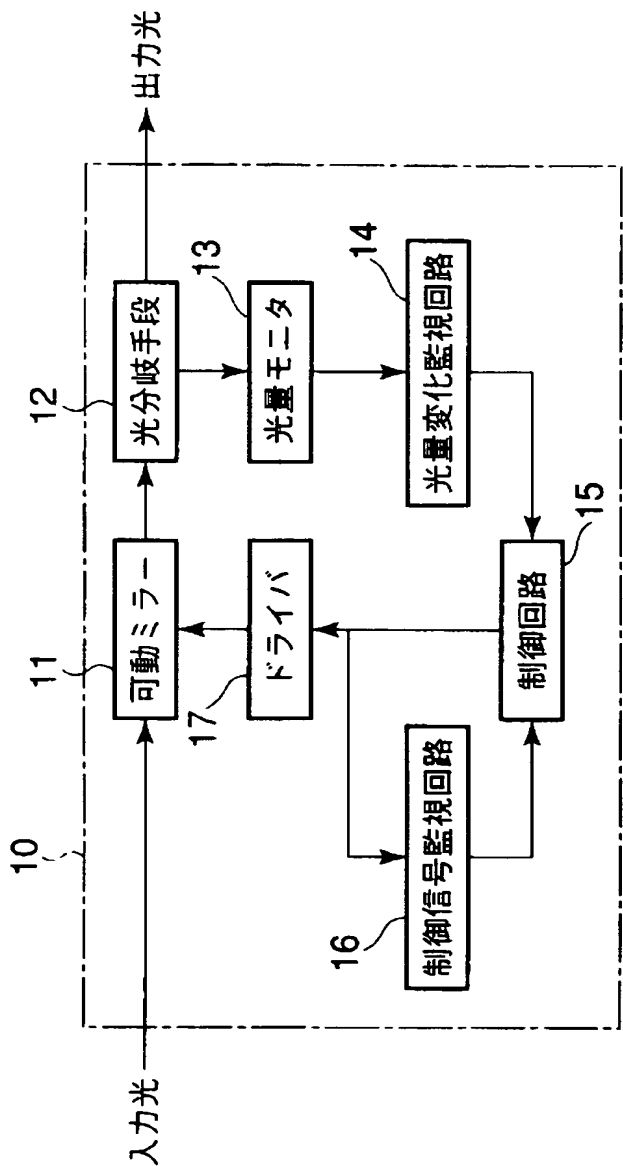 10
入力光
11
可動ミラー
12
光分岐手段
出力光
17
ドライバ
13
光量モニタ
16
制御信号監視回路
14
光量変化監視回路
制御回路
15